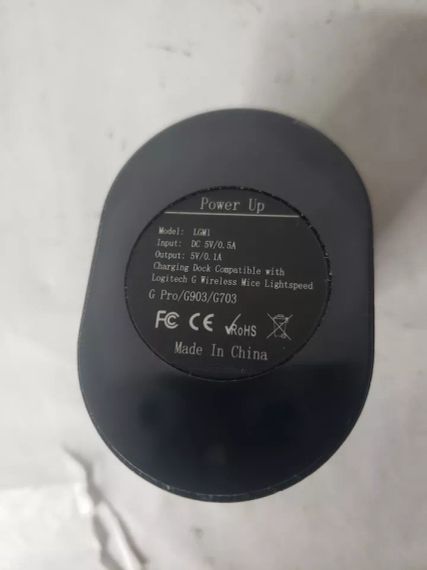 Power Up
Model: LGM1
Input: DC 5V/0.5A
Output: 5V/0.1A
Charging Dock Compatible with
Logitech G Wireless Mice Lightspeed
G Pro/G903/G703
FC CE RoHS
Made In China